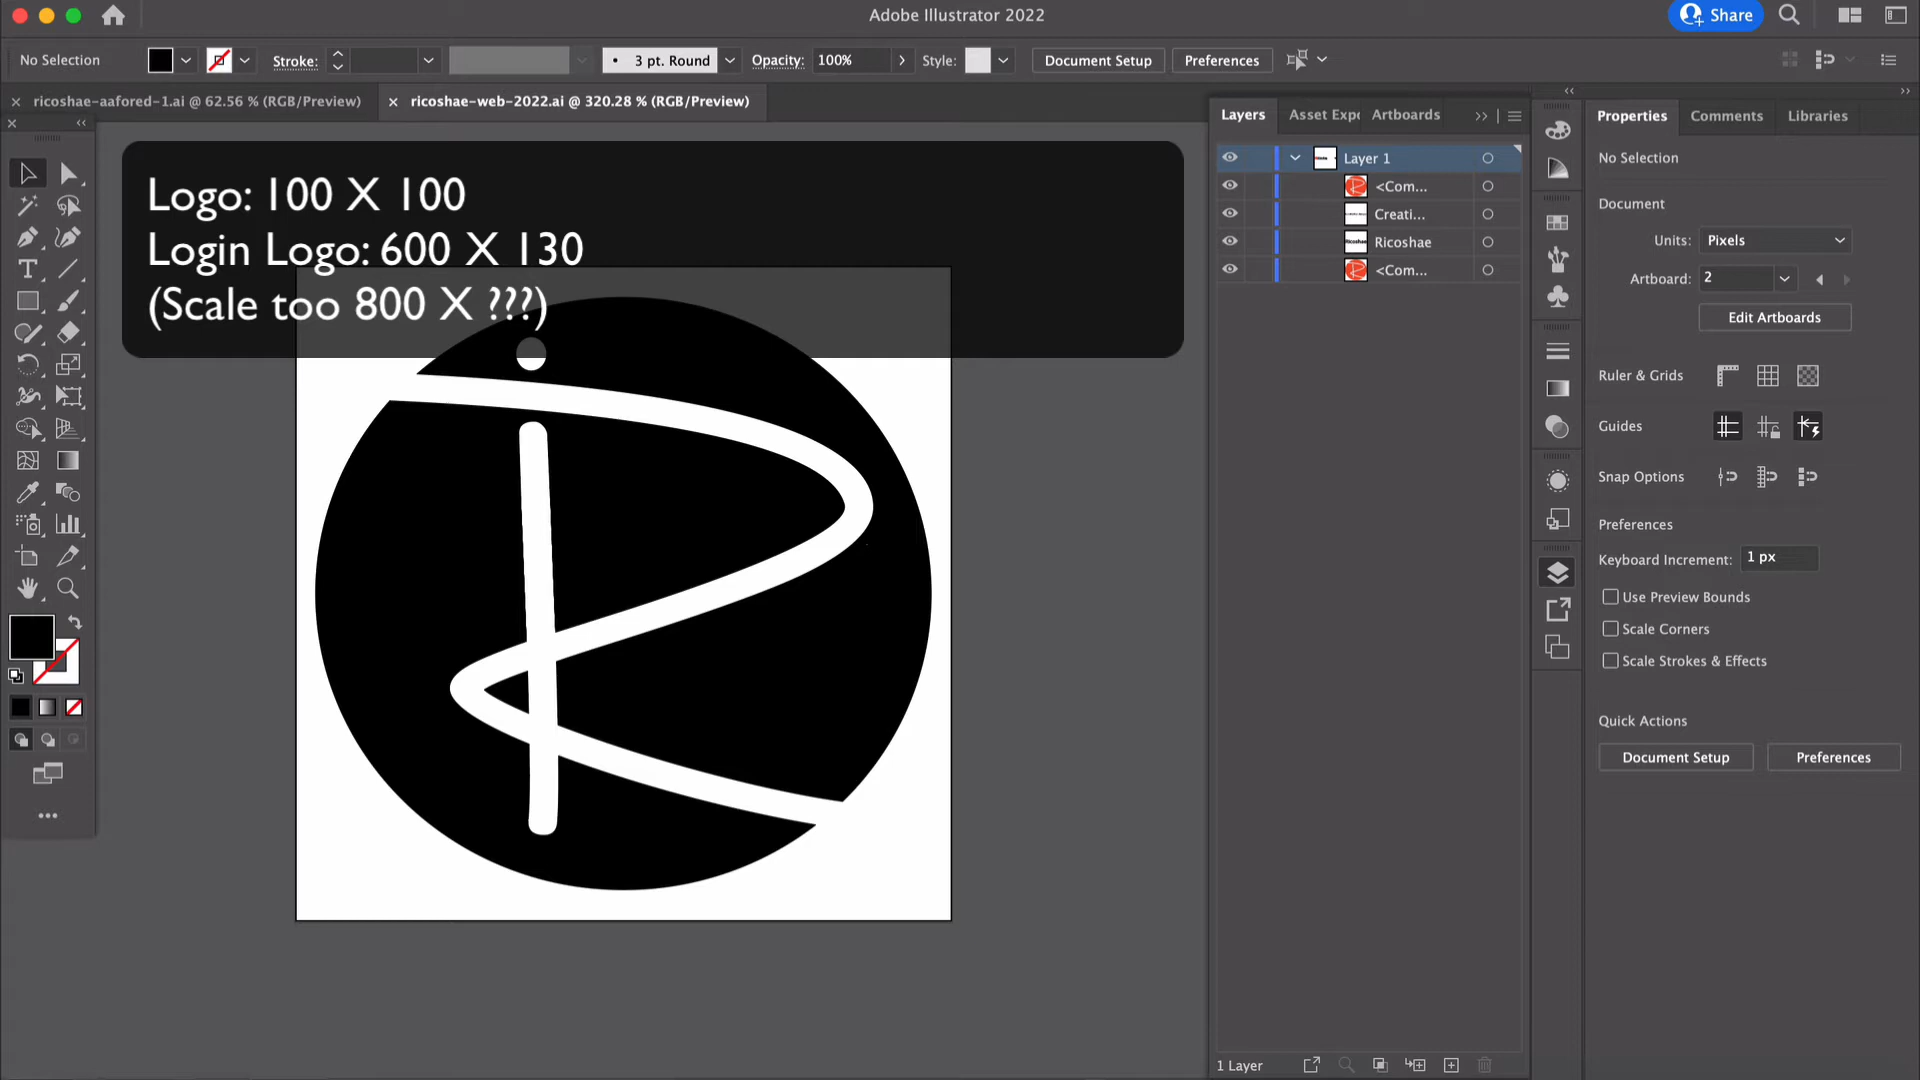 Adobe Illustrator 2022
Share
No Selection
Stroke:
3 pt. Round
Opacity:
100%
Style:
Document Setup
Preferences
ricoshae-aafored-1.ai @ 62.56 % (RGB/Preview)
ricoshae-web-2022.ai @ 320.28 % (RGB/Preview)
Logo: 100 X 100
Login Logo: 600 X 130
(Scale too 800 X ???)
Layers
Asset Expo
Artboards
Layer 1
<Com...
Creati...
Ricoshae
<Com...
1 Layer
Properties
Comments
Libraries
No Selection
Document
Units:
Pixels
Artboard:
2
Edit Artboards
Ruler & Grids
Guides
Snap Options
Preferences
Keyboard Increment:
1 px
Use Preview Bounds
Scale Corners
Scale Strokes & Effects
Quick Actions
Document Setup
Preferences